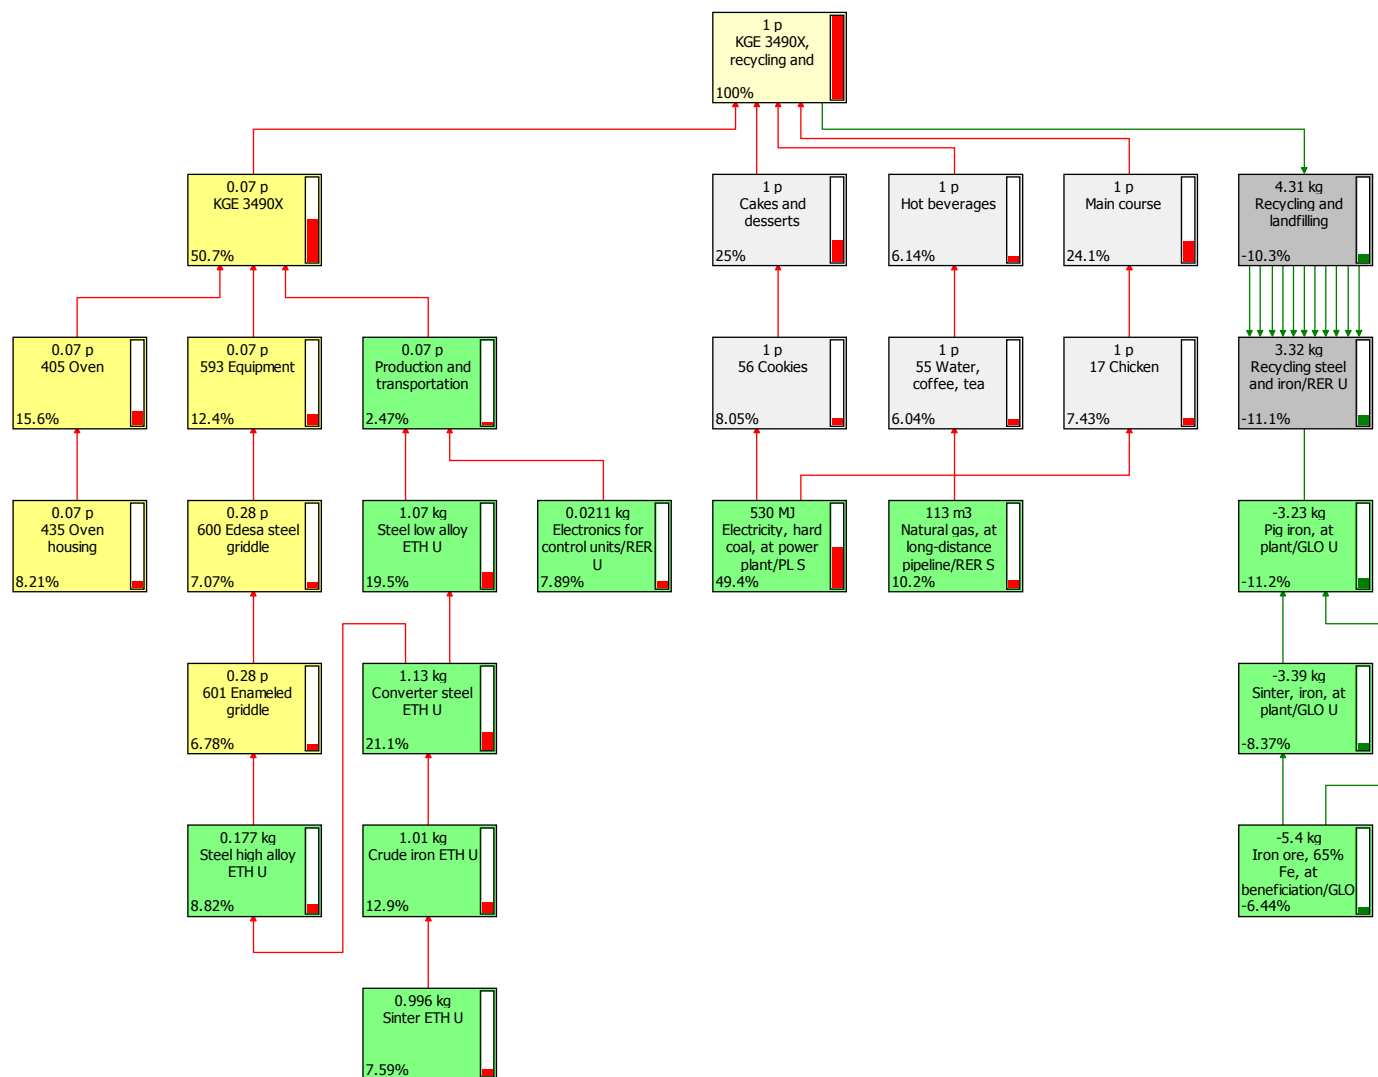 1 p
KGE 3490X,
recycling and
100%
0.07 p
KGE 3490X
50.7%
1 p
Cakes and
desserts
25%
1 p
Hot beverages
6.14%
1 p
Main course
24.1%
4.31 kg
Recycling and
landfilling
-10.3%
0.07 p
405 Oven
15.6%
0.07 p
593 Equipment
12.4%
0.07 p
Production and
transportation
2.47%
1 p
56 Cookies
8.05%
1 p
55 Water,
coffee, tea
6.04%
1 p
17 Chicken
7.43%
3.32 kg
Recycling steel
and iron/RER U
-11.1%
0.07 p
435 Oven
housing
8.21%
0.28 p
600 Edesa steel
griddle
7.07%
1.07 kg
Steel low alloy
ETH U
19.5%
0.0211 kg
Electronics for
control units/RER
U
7.89%
530 MJ
Electricity, hard
coal, at power
plant/PL S
49.4%
113 m3
Natural gas, at
long-distance
pipeline/RER S
10.2%
-3.23 kg
Pig iron, at
plant/GLO U
-11.2%
0.28 p
601 Enameled
griddle
6.78%
1.13 kg
Converter steel
ETH U
21.1%
-3.39 kg
Sinter, iron, at
plant/GLO U
-8.37%
0.177 kg
Steel high alloy
ETH U
8.82%
1.01 kg
Crude iron ETH U
12.9%
-5.4 kg
Iron ore, 65%
Fe, at
beneficiation/GLO
-6.44%
0.996 kg
Sinter ETH U
7.59%